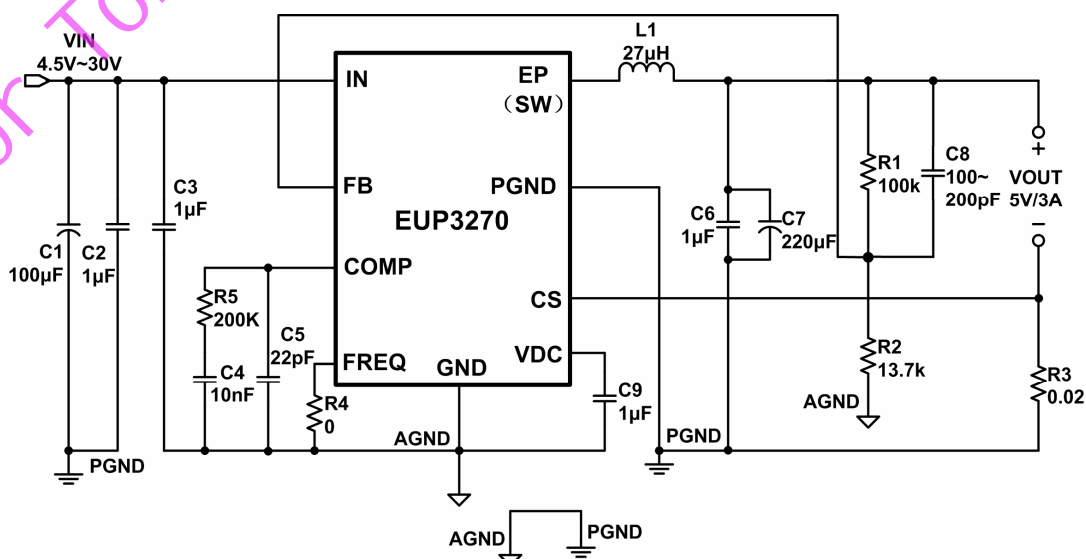 or To
VIN
4.5V~30V
IN
FB
COMP
FREQ
EUP3270
EP
(SW)
PGND
CS
VDC
GND
L1
27µH
C1
100µF
C2
1µF
C3
1µF
R5
200K
C4
10nF
C5
22pF
R4
0
AGND
PGND
C9
1µF
PGND
C6
1µF
C7
220µF
R1
100k
C8
100~
200pF
VOUT
5V/3A
+
−
R2
13.7k
AGND
R3
0.02
AGND
PGND